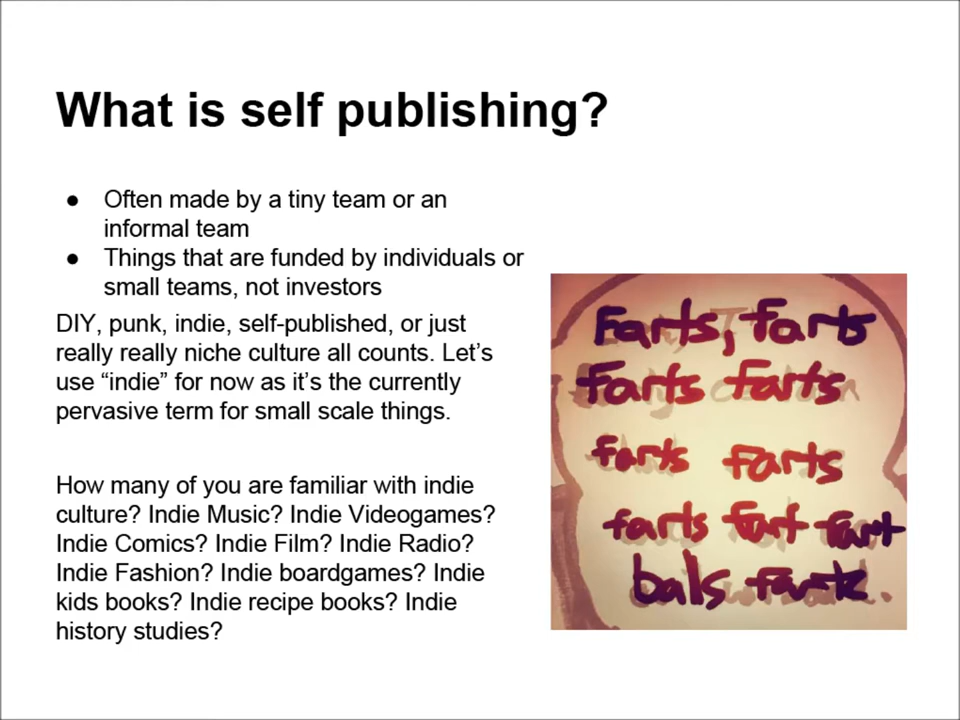 What is self publishing?
● Often made by a tiny team or an
informal team
● Things that are funded by individuals or
small teams, not investors
DIY, punk, indie, self-published, or just
really really niche culture all counts. Let’s
use “indie” for now as it’s the currently
pervasive term for small scale things.
How many of you are familiar with indie
culture? Indie Music? Indie Videogames?
Indie Comics? Indie Film? Indie Radio?
Indie Fashion? Indie boardgames? Indie
kids books? Indie recipe books? Indie
history studies?
Farts, farts
farts farts
farts farts
farts fart fart
bals